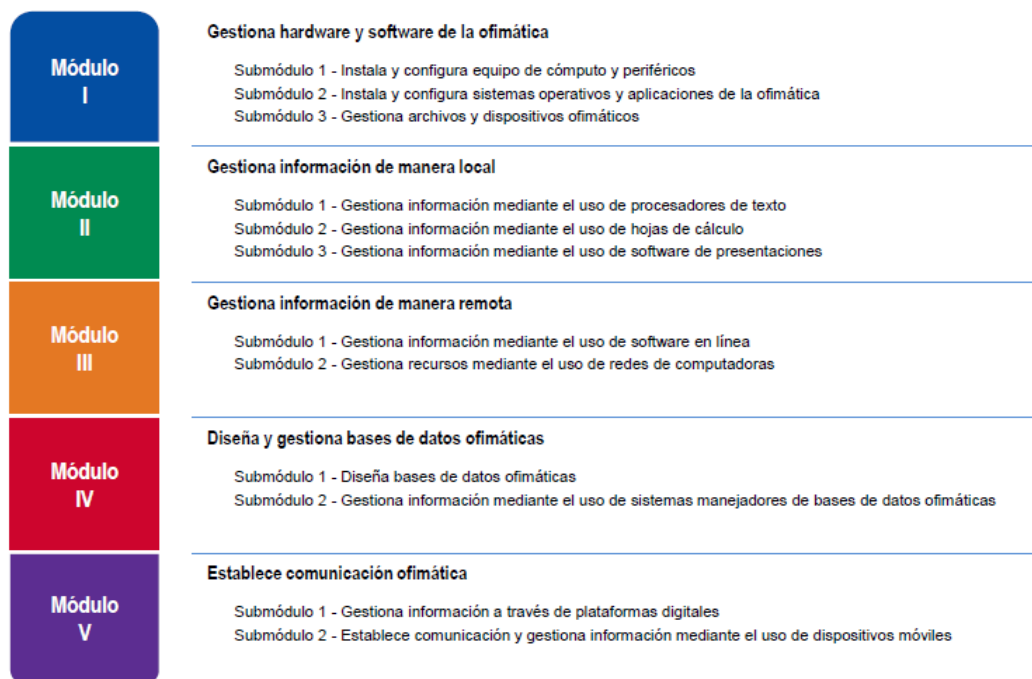 Módulo
I
Gestiona hardware y software de la ofimática
Submódulo 1 - Instala y configura equipo de cómputo y periféricos
Submódulo 2 - Instala y configura sistemas operativos y aplicaciones de la ofimática
Submódulo 3 - Gestiona archivos y dispositivos ofimáticos
Módulo
II
Gestiona información de manera local
Submódulo 1 - Gestiona información mediante el uso de procesadores de texto
Submódulo 2 - Gestiona información mediante el uso de hojas de cálculo
Submódulo 3 - Gestiona información mediante el uso de software de presentaciones
Módulo
III
Gestiona información de manera remota
Submódulo 1 - Gestiona información mediante el uso de software en línea
Submódulo 2 - Gestiona recursos mediante el uso de redes de computadoras
Módulo
IV
Diseña y gestiona bases de datos ofimáticas
Submódulo 1 - Diseña bases de datos ofimáticas
Submódulo 2 - Gestiona información mediante el uso de sistemas manejadores de bases de datos ofimáticas
Módulo
V
Establece comunicación ofimática
Submódulo 1 - Gestiona información a través de plataformas digitales
Submódulo 2 - Establece comunicación y gestiona información mediante el uso de dispositivos móviles